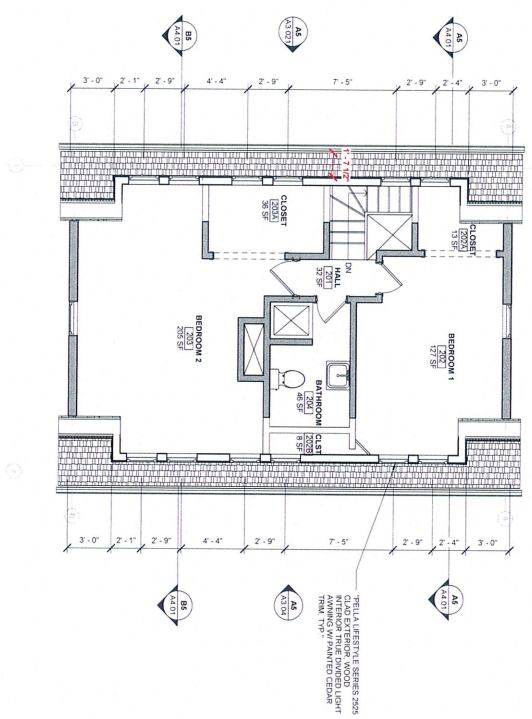 B5
A4.01
A5
A3.021
A5
A4.01
3' - 0"
2' - 1"
2' - 9"
4' - 4"
2' - 9"
7' - 5"
2' - 9"
2' - 4"
3' - 0"
1' - 7 1/2"
CLOSET
203A
36 SF
CLOSET
202A
13 SF
DN
HALL
201
32 SF
BEDROOM 2
203
205 SF
BEDROOM 1
202
127 SF
BATHROOM
204
46 SF
CLST
202B
8 SF
3' - 0"
2' - 1"
2' - 9"
4' - 4"
2' - 9"
7' - 5"
2' - 9"
2' - 4"
3' - 0"
B5
A4.01
A5
A3.04
A5
A4.01
"PELLA LIFESTYLE SERIES 2525
CLAD EXTERIOR, WOOD
INTERIOR TRUE DIVIDED LIGHT
AWNING W/ PAINTED CEDAR
TRIM. TYP."